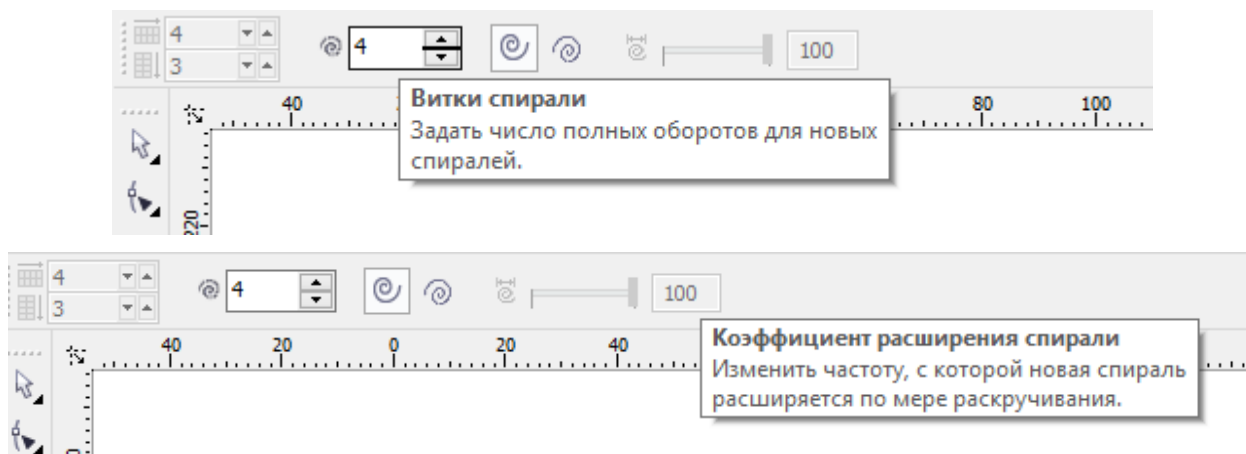 4
3
4
100
Витки спирали
Задать число полных оборотов для новых
спиралей.
40
80
100
220
4
3
4
100
Коэффициент расширения спирали
Изменить частоту, с которой новая спираль
расширяется по мере раскручивания.
40
20
0
20
40